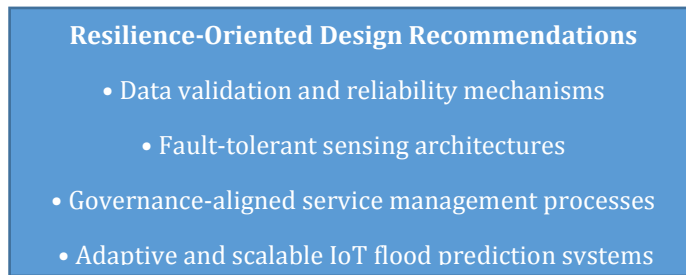 Resilience-Oriented Design Recommendations
• Data validation and reliability mechanisms
• Fault-tolerant sensing architectures
• Governance-aligned service management processes
• Adaptive and scalable IoT flood prediction systems